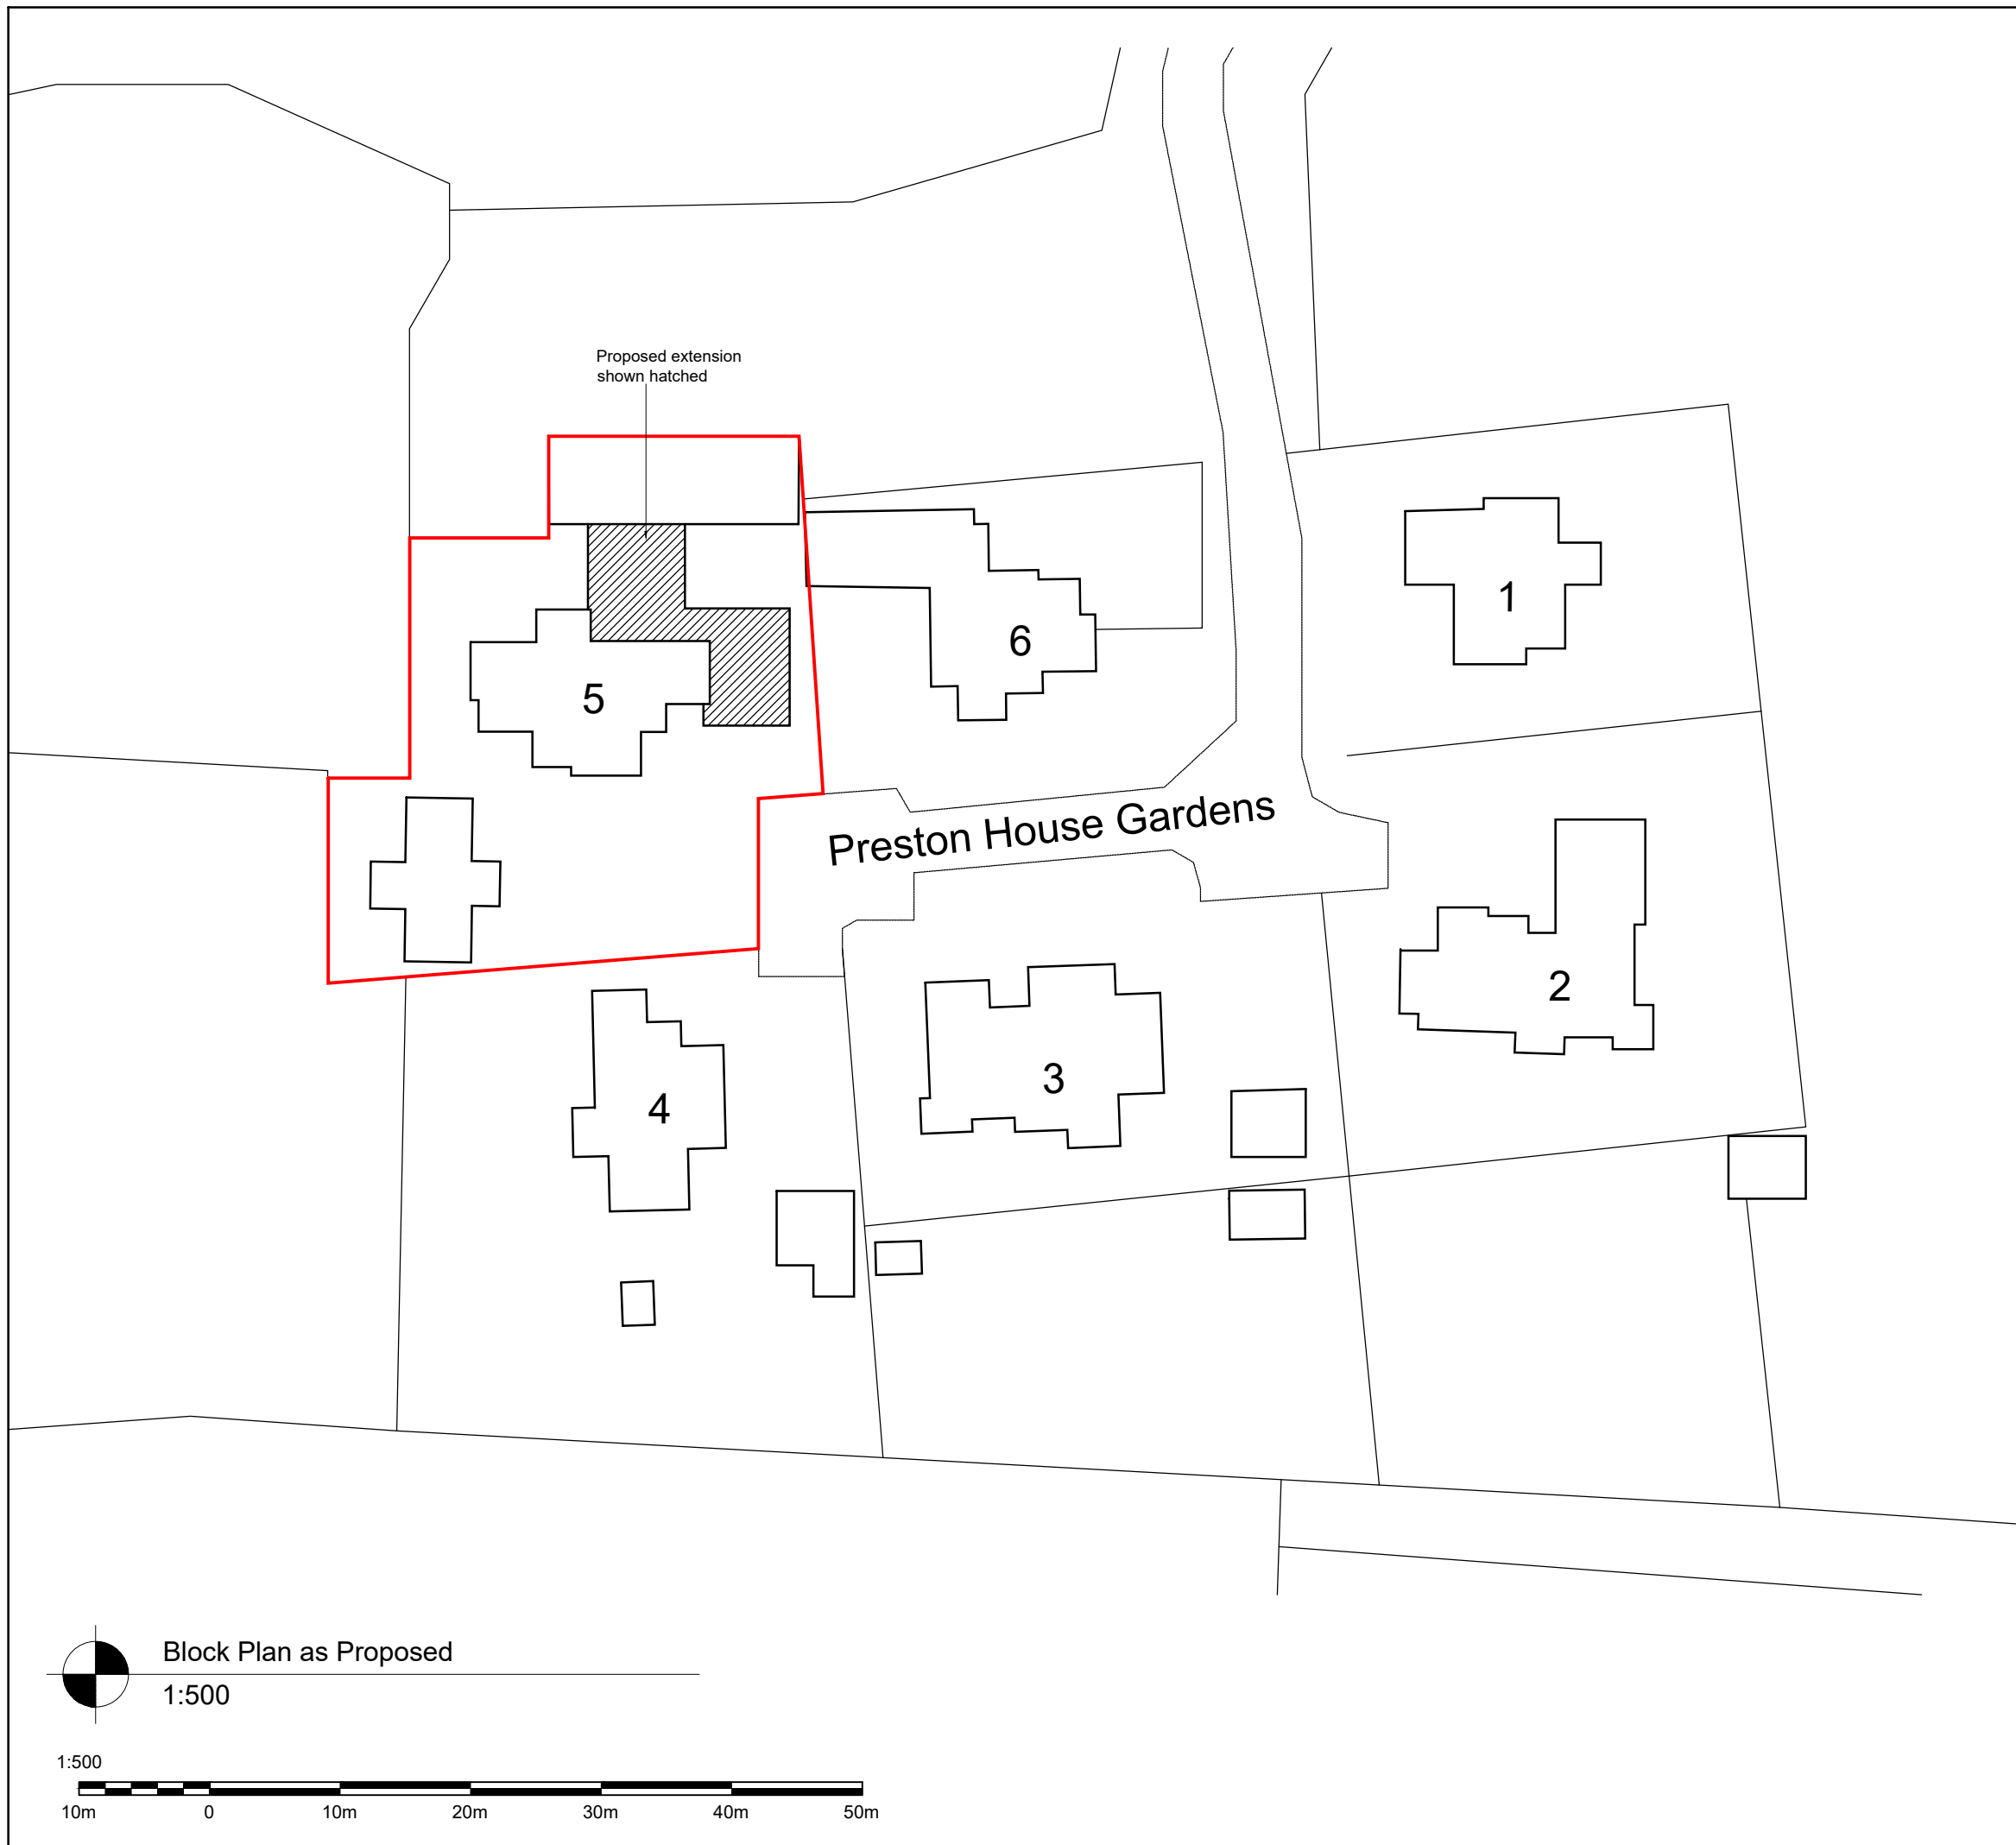 Proposed extension
shown hatched
1
6
5
Preston House Gardens
2
3
4
Block Plan as Proposed
1:500
1:500
10m 0 10m 20m 30m 40m 50m